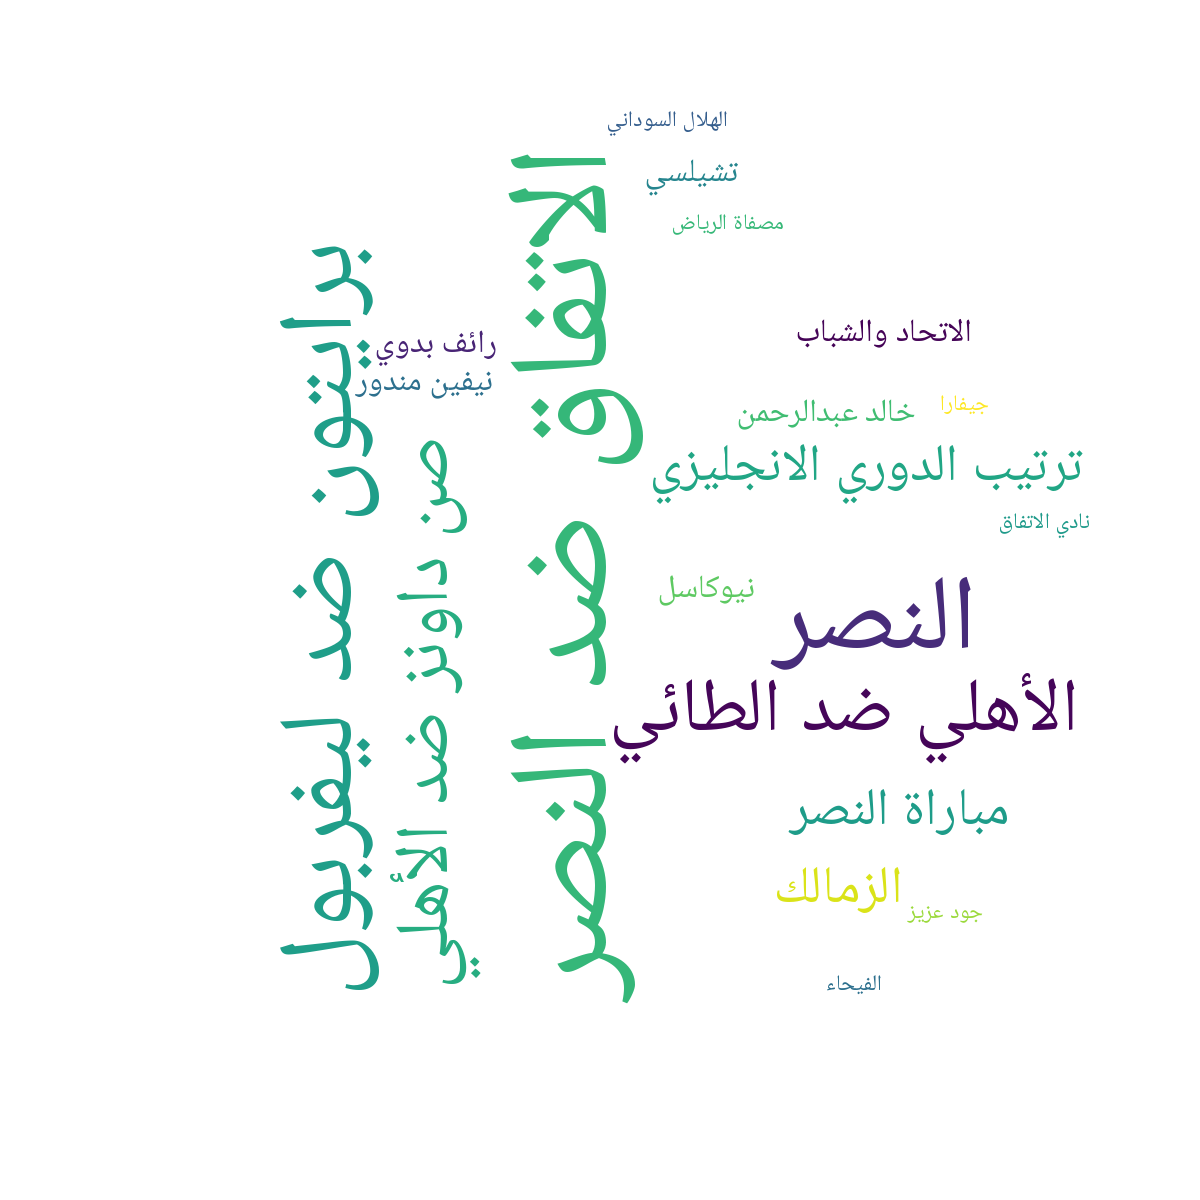 الهلال السوداني
تشيلسي
مصفاة الرياض
الاتفاق ضد النصر
برايتون ضد ليفربول
رائف بدوي
نيفين مندور
صن داونز ضد الأهلي
الاتحاد والشباب
جيفارا
خالد عبدالرحمن
ترتيب الدوري الانجليزي
نادي الاتفاق
نيوكاسل
النصر
الأهلي ضد الطائي
مباراة النصر
الزمالك
جود عزيز
الفيحاء